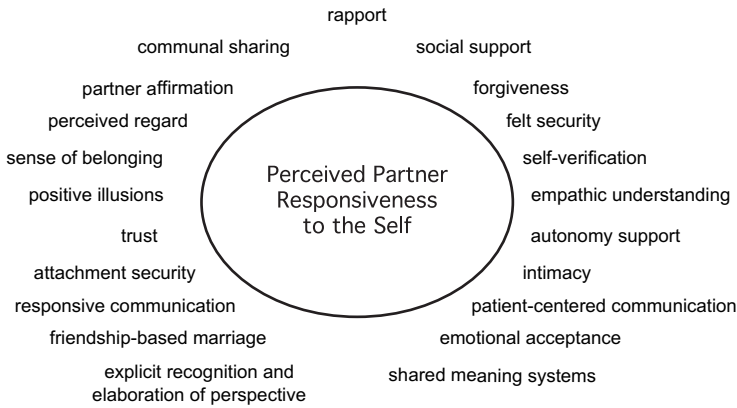 rapport
communal sharing
social support
partner affirmation
forgiveness
perceived regard
felt security
sense of belonging
self-verification
positive illusions
empathic understanding
Perceived Partner
Responsiveness
to the Self
trust
autonomy support
attachment security
intimacy
responsive communication
patient-centered communication
friendship-based marriage
emotional acceptance
explicit recognition and
elaboration of perspective
shared meaning systems